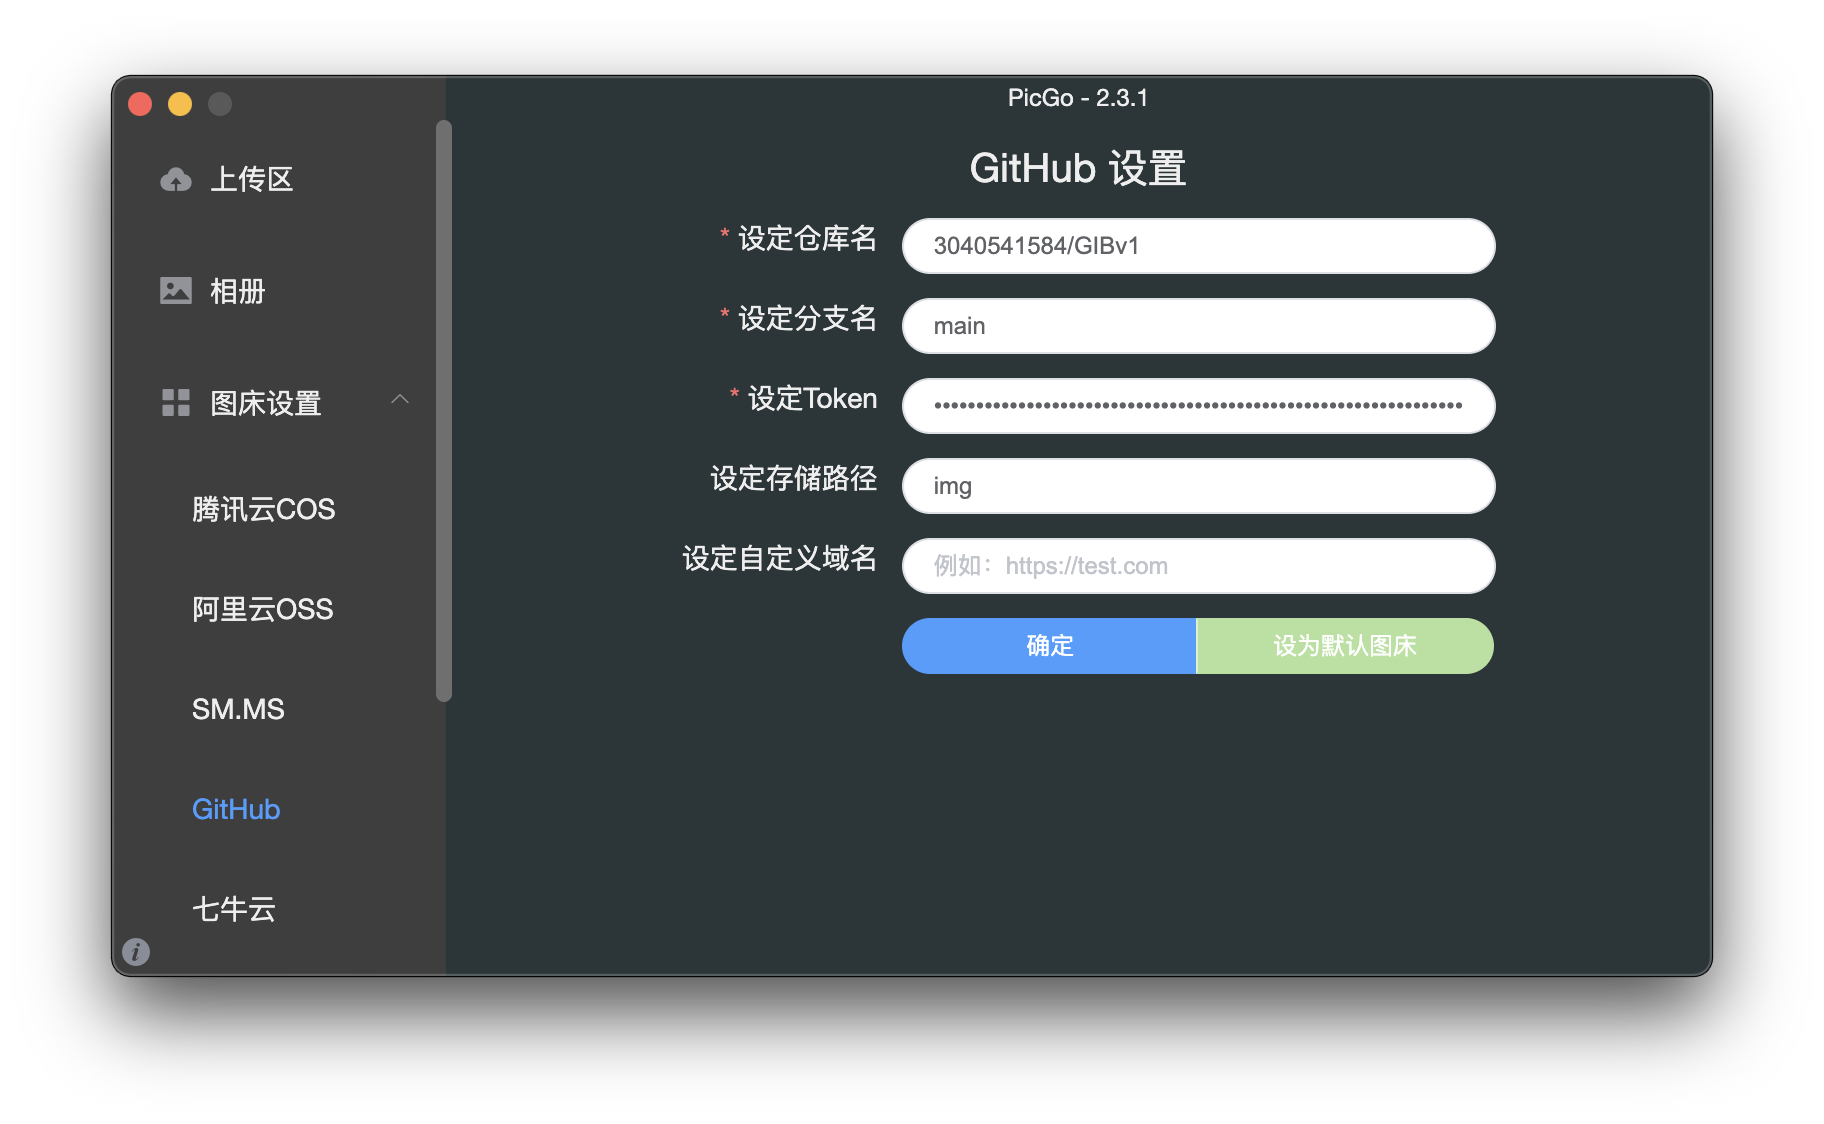 PicGo - 2.3.1
上传区
相册
图床设置
腾讯云COS
阿里云OSS
SM.MS
GitHub
七牛云
GitHub 设置
* 设定仓库名
3040541584/GIBv1
* 设定分支名
main
* 设定Token
••••••••••••••••••••••••••••••••••••••••••••••••••••••••••••••
设定存储路径
img
设定自定义域名
例如：https://test.com
确定
设为默认图床